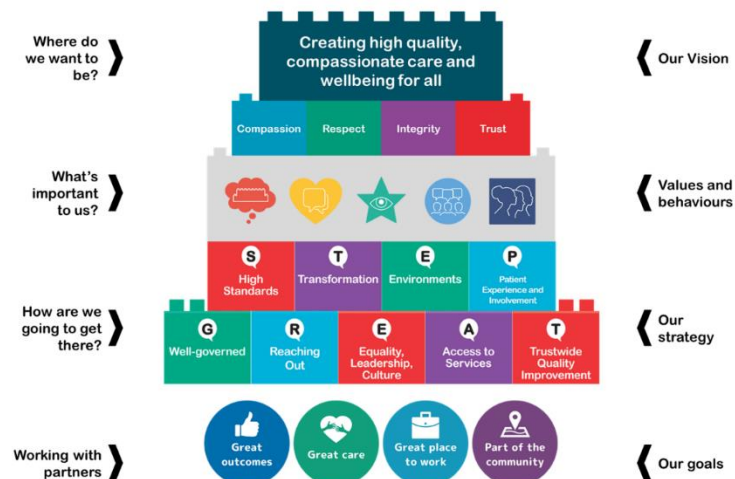 Where do
we want to
be?
Creating high quality,
compassionate care and
wellbeing for all
Our Vision
Compassion
Respect
Integrity
Trust
What's
important
to us?
Values and
behaviours
S
High
Standards
T
Transformation
E
Environments
P
Patient
Experience and
Involvement
How are we
going to get
there?
G
Well-governed
R
Reaching
Out
E
Equality,
Leadership,
Culture
A
Access to
Services
T
Trustwide
Quality
Improvement
Our
strategy
Working with
partners
Great
outcomes
Great care
Great place
to work
Part of the
community
Our goals